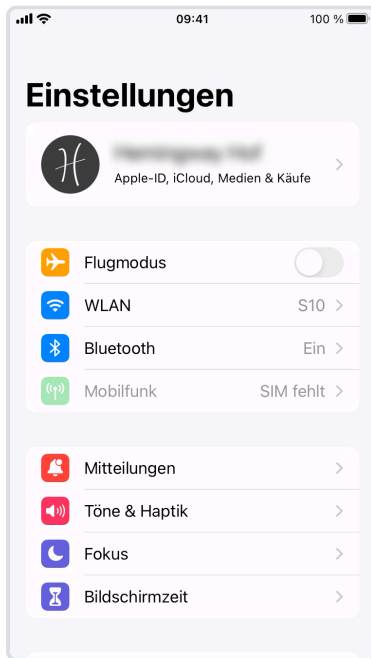 09:41
100 %
Einstellungen
Apple-ID, iCloud, Medien & Käufe
Flugmodus
WLAN
S10
Bluetooth
Ein
Mobilfunk
SIM fehlt
Mitteilungen
Töne & Haptik
Fokus
Bildschirmzeit